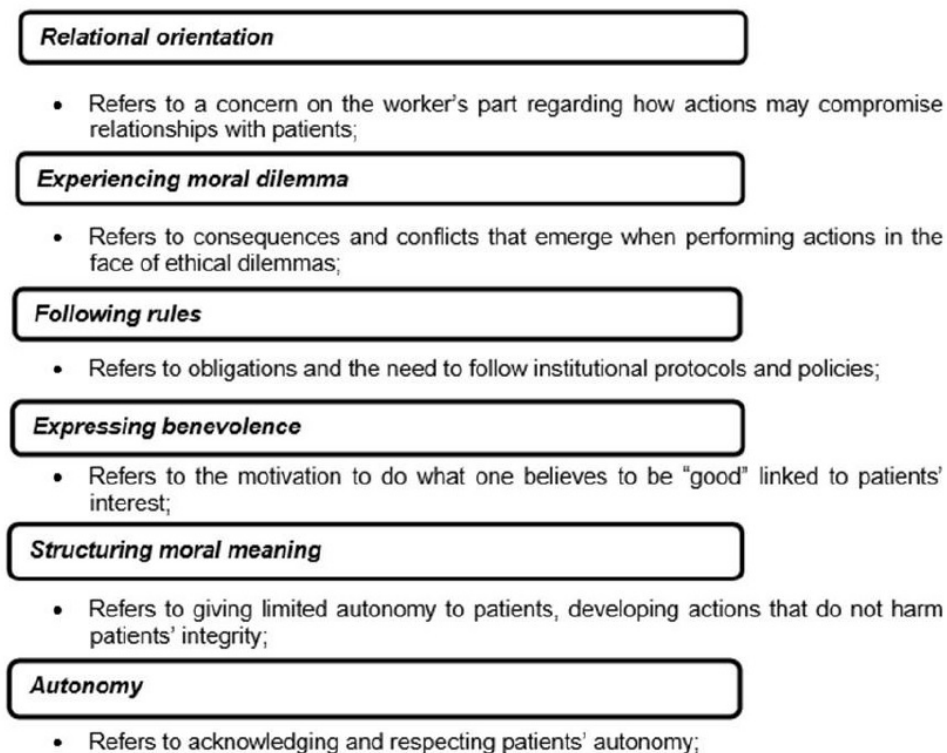 Relational orientation
• Refers to a concern on the worker's part regarding how actions may compromise
relationships with patients;
Experiencing moral dilemma
• Refers to consequences and conflicts that emerge when performing actions in the
face of ethical dilemmas;
Following rules
• Refers to obligations and the need to follow institutional protocols and policies;
Expressing benevolence
• Refers to the motivation to do what one believes to be “good” linked to patients'
interest;
Structuring moral meaning
• Refers to giving limited autonomy to patients, developing actions that do not harm
patients' integrity;
Autonomy
• Refers to acknowledging and respecting patients' autonomy;